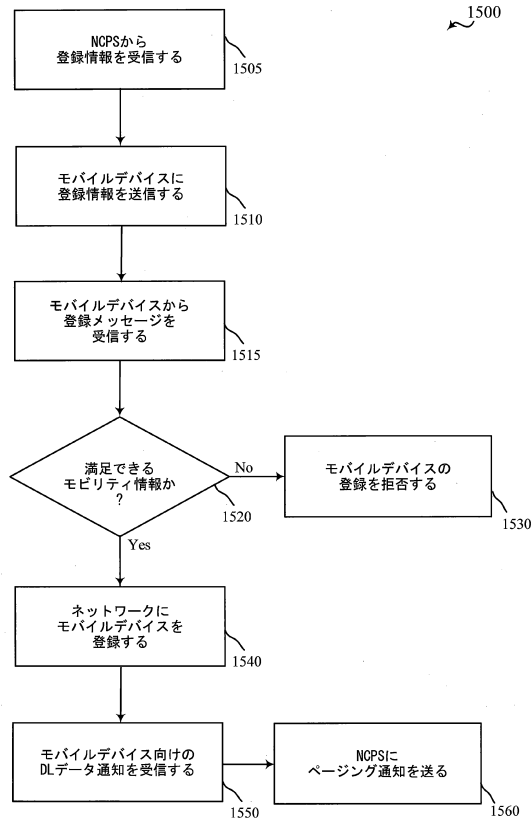 1500
NCPSから
登録情報を受信する
1505
モバイルデバイスに
登録情報を送信する
1510
モバイルデバイスから
登録メッセージを
受信する
1515
満足できる
モビリティ情報か
?
1520
No
モバイルデバイスの
登録を拒否する
1530
Yes
ネットワークに
モバイルデバイスを
登録する
1540
モバイルデバイス向けの
DLデータ通知を受信する
1550
NCPSに
ページング通知を送る
1560